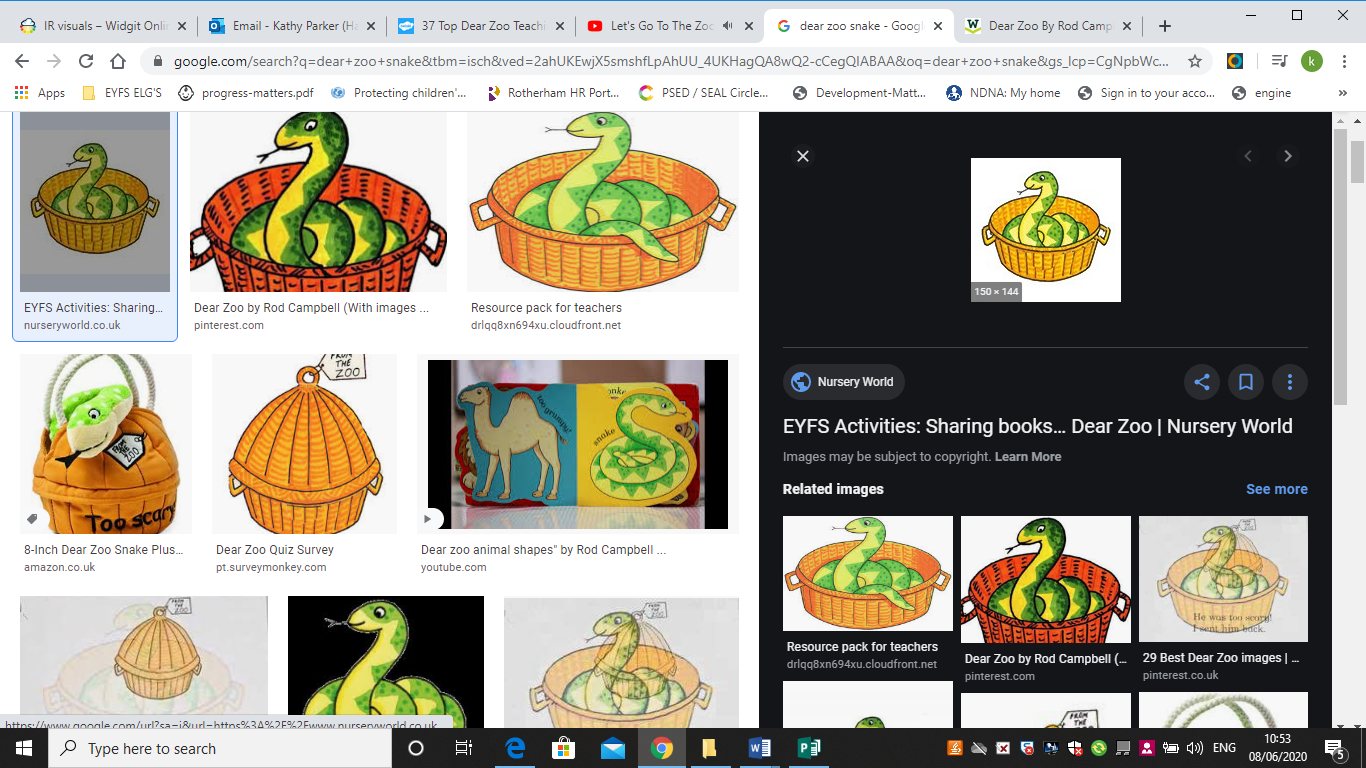 IR visuals – Widgit Onlin
Email - Kathy Parker (Ha
37 Top Dear Zoo Teachi
Let's Go To The Zoo
dear zoo snake - Googl
Dear Zoo By Rod Camp
google.com/search?q=dear+zoo+snake&tbm=isch&ved=2ahUKEwjX5smshfLpAhUU_4UKHagQA8wQ2-cCegQIABAA&oq=dear+zoo+snake&gs_lcp=CgNpbWc...
k
Apps
EYFS ELG'S
progress-matters.pdf
Protecting children'...
Rotherham HR Port...
PSED / SEAL Circle...
Development-Matt...
NDNA: My home
Sign in to your acco...
engine
»
EYFS Activities: Sharing...
nurseryworld.co.uk
Dear Zoo by Rod Campbell (With images ...
pinterest.com
Resource pack for teachers
drlqq8xn694xu.cloudfront.net
FROM THE ZOO
Too scary
8-Inch Dear Zoo Snake Plus...
amazon.co.uk
FROM
THE
ZOO
Dear Zoo Quiz Survey
pt.surveymonkey.com
too grumpy!
snake
Dear zoo animal shapes" by Rod Campbell ...
youtube.com
FROM
THE
ZOO
FROM
THE
ZOO
https://www.google.com/url?sa=i&url=https%3A%2F%2Fwww.nurseryworld.co.uk
150 × 144
Nursery World
EYFS Activities: Sharing books... Dear Zoo | Nursery World
Images may be subject to copyright. Learn More
Related images
See more
Resource pack for teachers
drlqq8xn694xu.cloudfront.net
Dear Zoo by Rod Campbell (...
pinterest.com
He was too scary!
I sent him back.
29 Best Dear Zoo images | ...
pinterest.co.uk
FROM
THE
Type here to search
ENG
10:53
08/06/2020
5